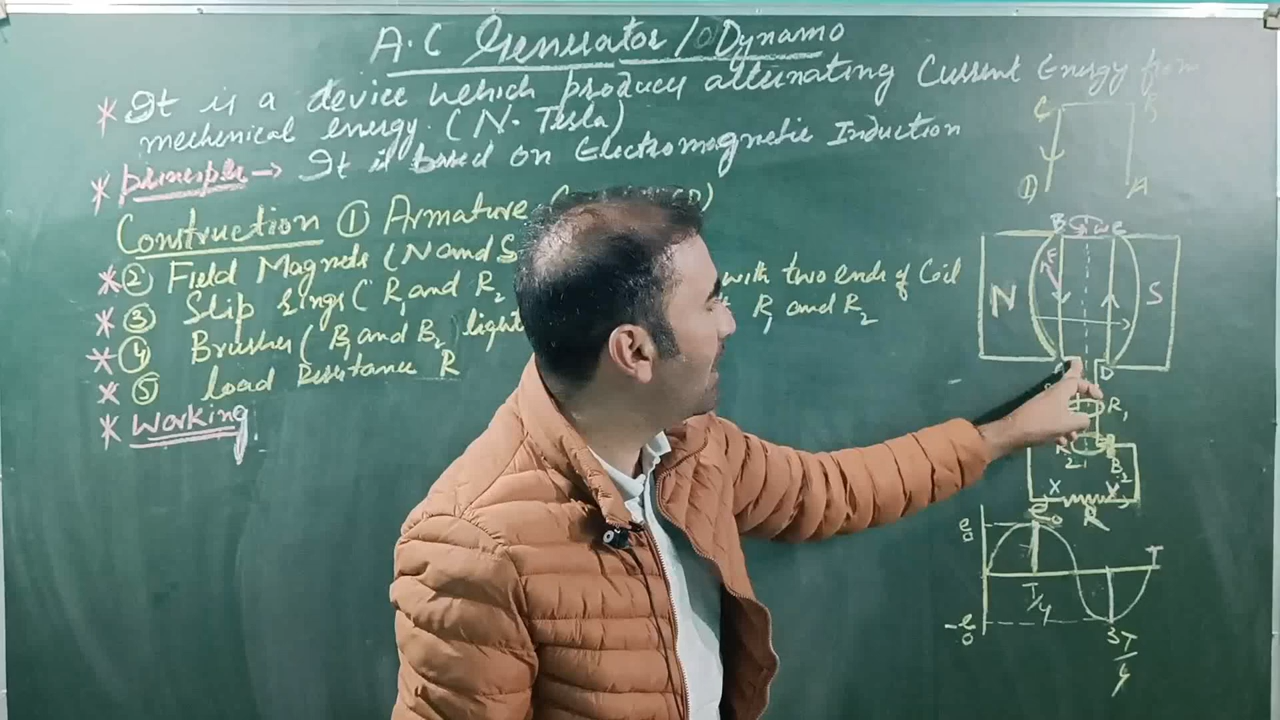 A.C Generator / Dynamo
* It is a device which produces alternating Current Energy from
mechenical energy. (N. Tesla)
* principle → It is based on Electromagnetic Induction
Construction ① Armature
* ② Field Magnets (N and S
* ③ Slip rings (R1 and R2 with two ends of Coil
* ④ Brushes (B1 and B2) light R1 and R2
* ⑤ load Resistance R
* Working
C B
D A
B C
N S
D
R1
R2
B2
X Y
R
e0 e0
T
T/4
-e0 3T/4